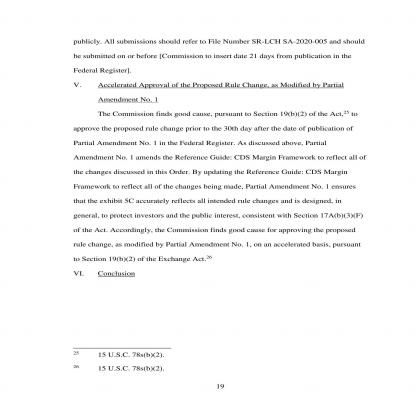 publicly. All submissions should refer to File Number SR-LCH SA-2020-005 and should
be submitted on or before [Commission to insert date 21 days from publication in the
Federal Register].
V. Accelerated Approval of the Proposed Rule Change, as Modified by Partial
Amendment No. 1
The Commission finds good cause, pursuant to Section 19(b)(2) of the Act,25 to
approve the proposed rule change prior to the 30th day after the date of publication of
Partial Amendment No. 1 in the Federal Register. As discussed above, Partial
Amendment No. 1 amends the Reference Guide: CDS Margin Framework to reflect all of
the changes discussed in this Order. By updating the Reference Guide: CDS Margin
Framework to reflect all of the changes being made, Partial Amendment No. 1 ensures
that the exhibit 5C accurately reflects all intended rule changes and is designed, in
general, to protect investors and the public interest, consistent with Section 17A(b)(3)(F)
of the Act. Accordingly, the Commission finds good cause for approving the proposed
rule change, as modified by Partial Amendment No. 1, on an accelerated basis, pursuant
to Section 19(b)(2) of the Exchange Act.26
VI. Conclusion
25 15 U.S.C. 78s(b)(2).
26 15 U.S.C. 78s(b)(2).
19